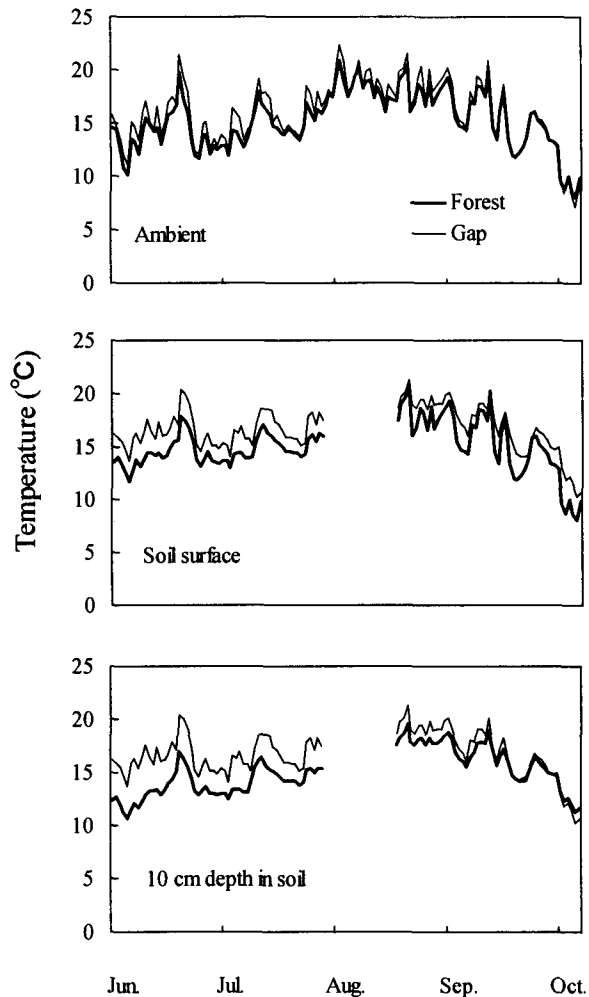 25
20
15
10
5
0
Forest
Gap
Ambient
Temperature (°C)
25
20
15
10
5
0
Soil surface
25
20
15
10
5
0
10 cm depth in soil
Jun. Jul. Aug. Sep. Oct.